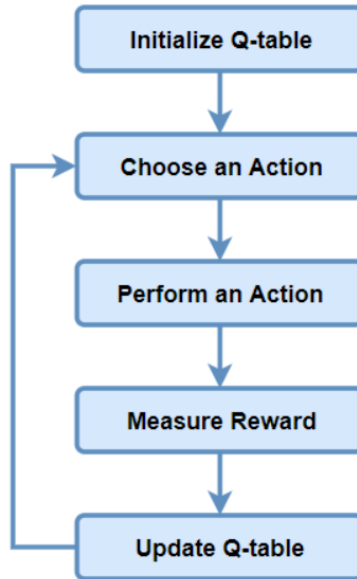 Initialize Q-table
Choose an Action
Perform an Action
Measure Reward
Update Q-table